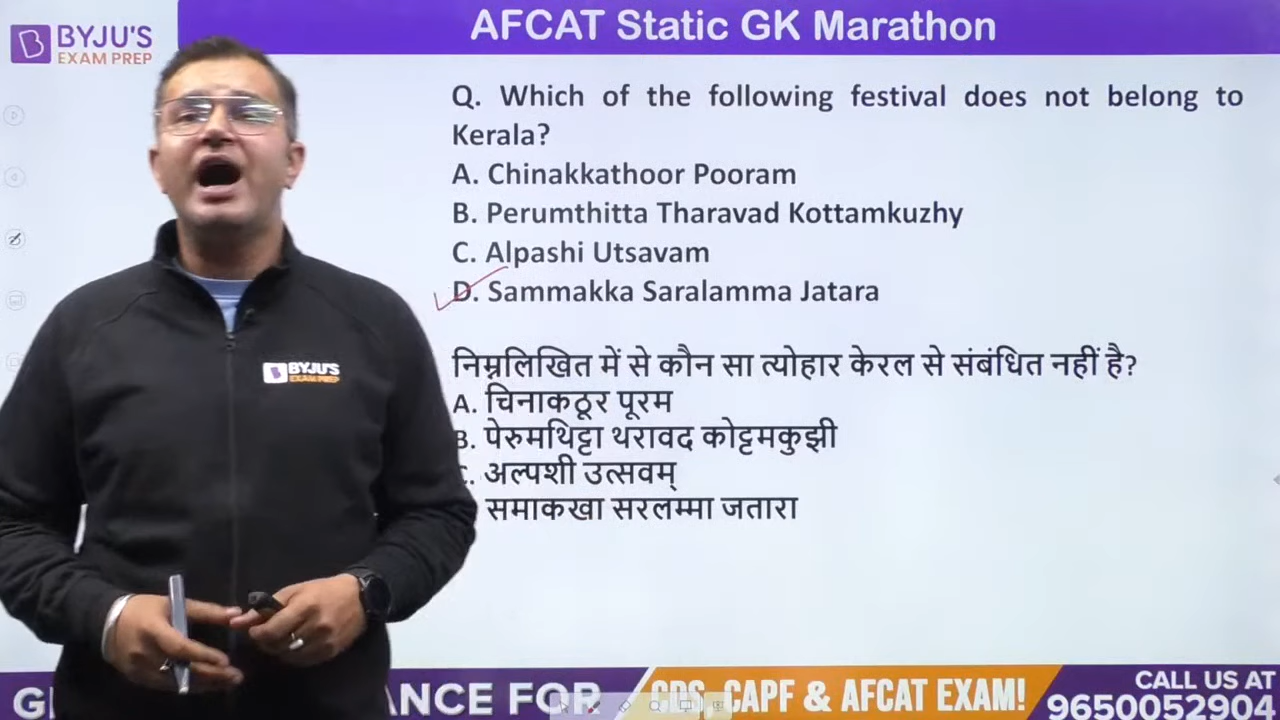 BYJU'S
EXAM PREP
AFCAT Static GK Marathon
Q. Which of the following festival does not belong to
Kerala?
A. Chinakkathoor Pooram
B. Perumthitta Tharavad Kottamkuzhy
C. Alpashi Utsavam
D. Sammakka Saralamma Jatara
निम्नलिखित में से कौन सा त्योहार केरल से संबंधित नहीं है?
A. चिनाकठूर पूरम
B. पेरुमथिट्टा थरावद कोट्टमकुझी
C. अल्पशी उत्सवम्
समाकखा सरलम्मा जतारा
BYJU'S
EXAM PREP
FOR
CDS, CAPF & AFCAT EXAM!
CALL US AT
9650052904